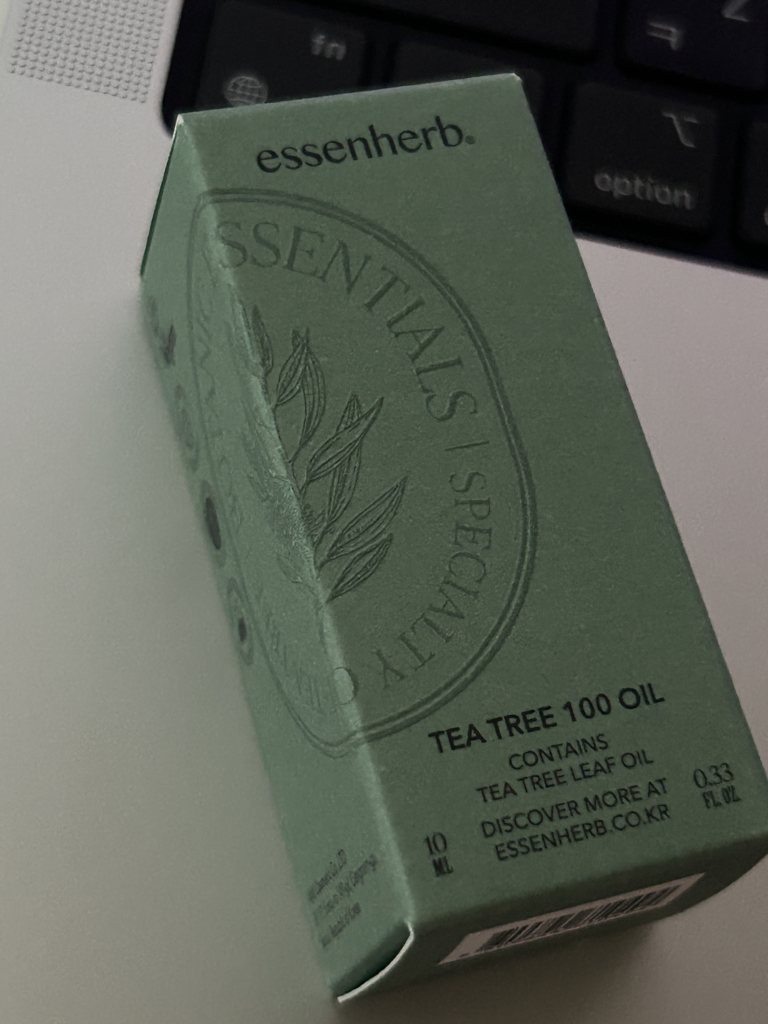 fn
ㅋ
Z
option
essenherb®
ESSENTIALS | SPECIALTY
TEA TREE 100 OIL
CONTAINS
TEA TREE LEAF OIL
DISCOVER MORE AT
ESSENHERB.CO.KR
10
ML
0.33
FL. OZ.